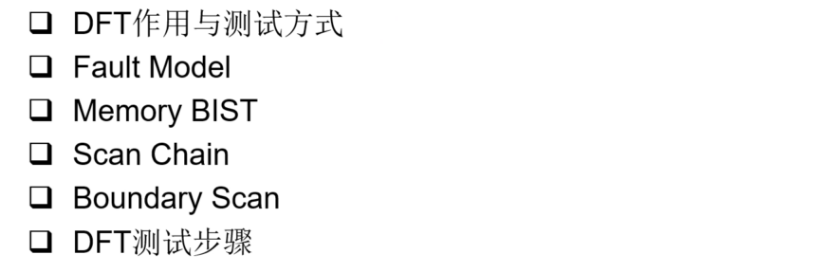 ❑ DFT作用与测试方式
❑ Fault Model
❑ Memory BIST
❑ Scan Chain
❑ Boundary Scan
❑ DFT测试步骤